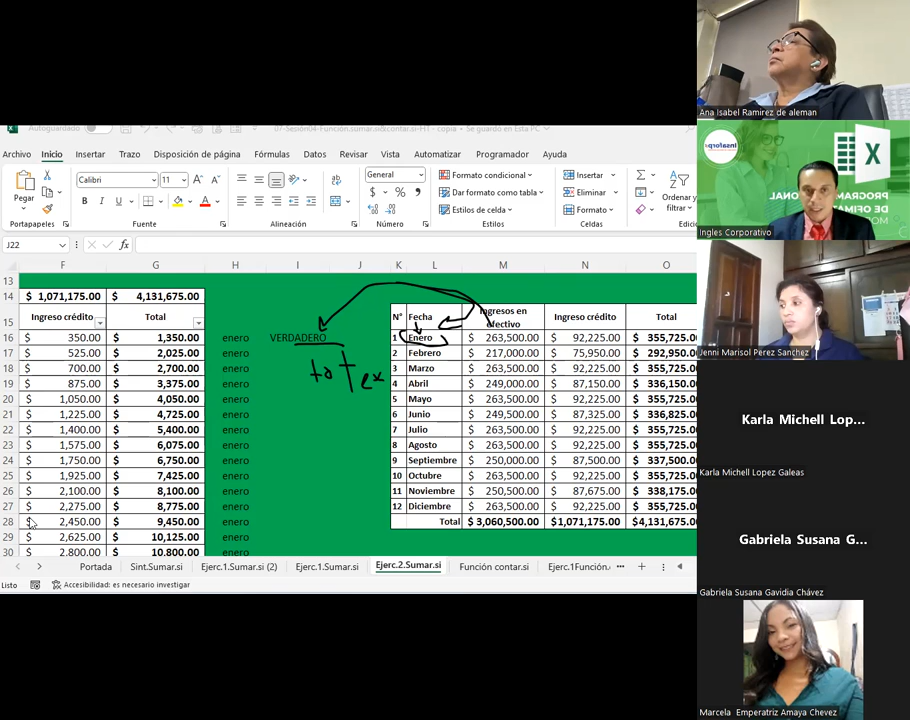 Autoguardado
07-Sesión04-Función.sumar.si&contar.si-HT - copia - Se guardó en Esta PC
Archivo Inicio Insertar Trazo Disposición de página Fórmulas Datos Revisar Vista Automatizar Programador Ayuda
Pegar
Calibri 11
N K S
General
Formato condicional
Dar formato como tabla
Estilos de celda
Insertar
Eliminar
Formato
Ordenar y
filtrar
Portapapeles Fuente Alineación Número Estilos Celdas
J22 fx
F G H I J K L M N O
13
14 $ 1,071,175.00 $ 4,131,675.00
15 Ingreso crédito Total N° Fecha Ingresos en efectivo Ingreso crédito Total
16 $ 350.00 $ 1,350.00 enero VERDADERO 1 Enero $ 263,500.00 $ 92,225.00 $ 355,725.00
17 $ 525.00 $ 2,025.00 enero 2 Febrero $ 217,000.00 $ 75,950.00 $ 292,950.00
18 $ 700.00 $ 2,700.00 enero 3 Marzo $ 263,500.00 $ 92,225.00 $ 355,725.00
19 $ 875.00 $ 3,375.00 enero 4 Abril $ 249,000.00 $ 87,150.00 $ 336,150.00
20 $ 1,050.00 $ 4,050.00 enero 5 Mayo $ 263,500.00 $ 92,225.00 $ 355,725.00
21 $ 1,225.00 $ 4,725.00 enero 6 Junio $ 249,500.00 $ 87,325.00 $ 336,825.00
22 $ 1,400.00 $ 5,400.00 enero 7 Julio $ 263,500.00 $ 92,225.00 $ 355,725.00
23 $ 1,575.00 $ 6,075.00 enero 8 Agosto $ 263,500.00 $ 92,225.00 $ 355,725.00
24 $ 1,750.00 $ 6,750.00 enero 9 Septiembre $ 250,000.00 $ 87,500.00 $ 337,500.00
25 $ 1,925.00 $ 7,425.00 enero 10 Octubre $ 263,500.00 $ 92,225.00 $ 355,725.00
26 $ 2,100.00 $ 8,100.00 enero 11 Noviembre $ 250,500.00 $ 87,675.00 $ 338,175.00
27 $ 2,275.00 $ 8,775.00 enero 12 Diciembre $ 263,500.00 $ 92,225.00 $ 355,725.00
28 $ 2,450.00 $ 9,450.00 enero Total $ 3,060,500.00 $1,071,175.00 $4,131,675.00
29 $ 2,625.00 $ 10,125.00 enero
30 $ 2,800.00 $ 10,800.00 enero
Portada Sint.Sumar.si Ejerc.1.Sumar.si (2) Ejerc.1.Sumar.si Ejerc.2.Sumar.si Función contar.si Ejerc.1Función.
Listo Accesibilidad: es necesario investigar
Ana Isabel Ramirez de aleman
Insaforp
X
PROGRAMA
Ingles Corporativo
Jenni Marisol Perez Sanchez
Karla Michell Lop...
Karla Michell Lopez Galeas
Gabriela Susana G...
Gabriela Susana Gavidia Chávez
Marcela Emperatriz Amaya Chevez